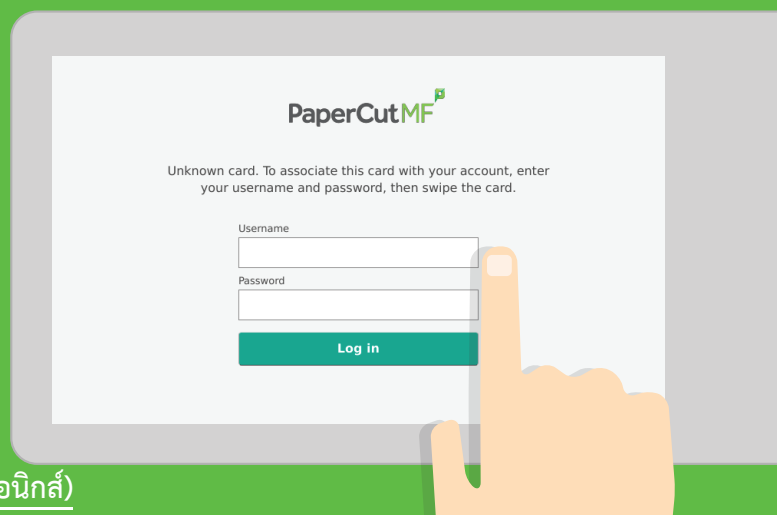 PaperCutMF
Unknown card. To associate this card with your account, enter
your username and password, then swipe the card.
Username
Password
Log in
อนิกส์)